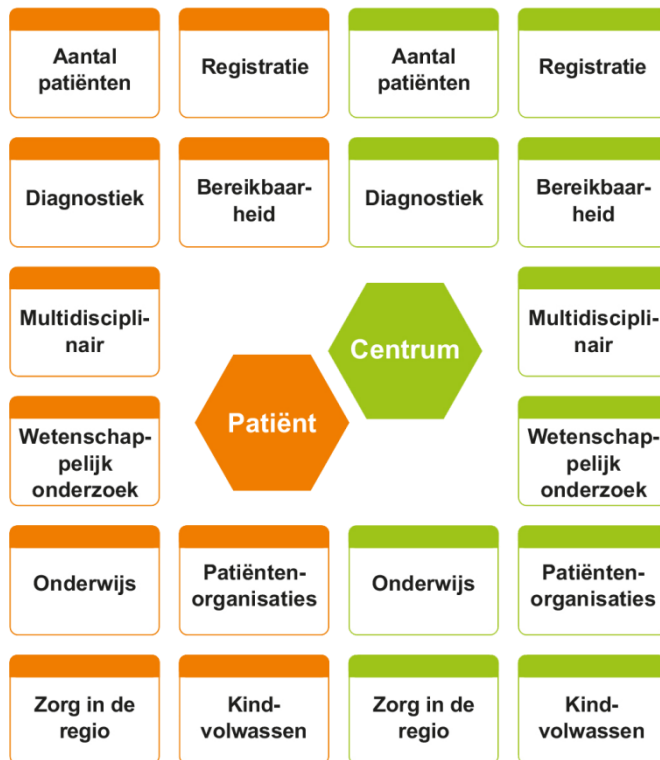 Aantal
patiënten
Registratie
Aantal
patiënten
Registratie
Diagnostiek
Bereikbaar-
heid
Diagnostiek
Bereikbaar-
heid
Multidiscipli-
nair
Centrum
Multidiscipli-
nair
Patiënt
Wetenschap-
pelijk
onderzoek
Wetenschap-
pelijk
onderzoek
Onderwijs
Patiënten-
organisaties
Onderwijs
Patiënten-
organisaties
Zorg in de
regio
Kind-
volwassen
Zorg in de
regio
Kind-
volwassen